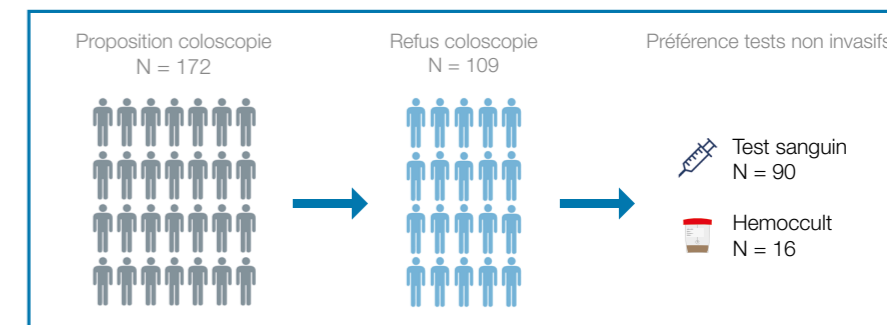 Proposition coloscopie
N = 172
Refus coloscopie
N = 109
Préférence tests non invasifs
Test sanguin
N = 90
Hemoccult
N = 16